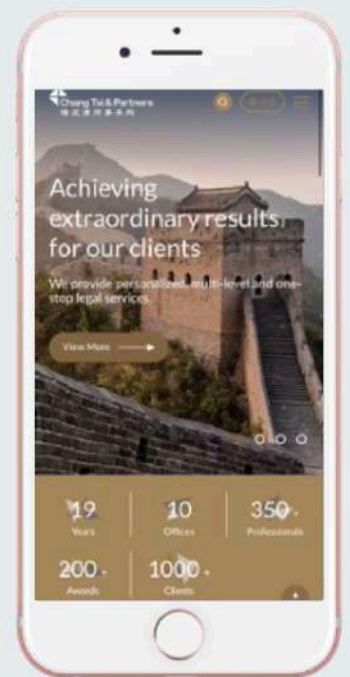 Chang Tsi & Partners
Achieving
extraordinary results
for our clients
We provide personalized, multi-level and one-
stop legal services.
View More
19
Years
10
Offices
350+
Professionals
200+
Awards
1000+
Clients